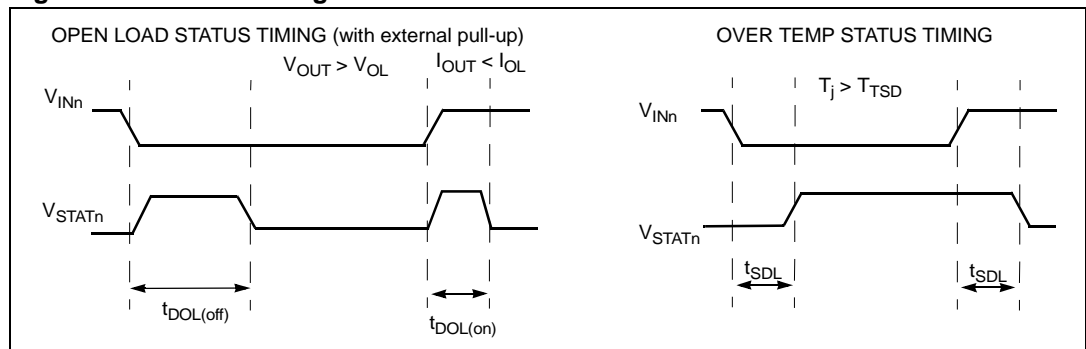 OPEN LOAD STATUS TIMING (with external pull-up)
V_OUT > V_OL
I_OUT < I_OL
V_INn
V_STATn
t_DOL(off)
t_DOL(on)
OVER TEMP STATUS TIMING
T_j > T_TSD
V_INn
V_STATn
t_SDL
t_SDL